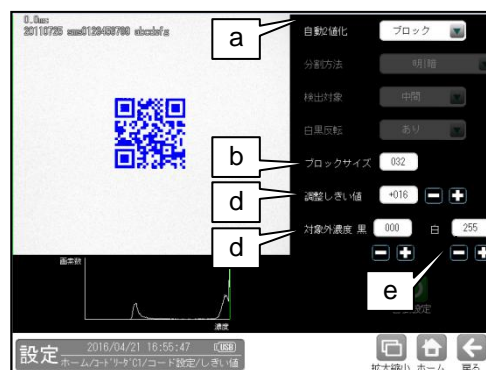 0.0ms
20110725 sms0123456789 abcdefg
a
自動2値化 ブロック
分割方法 明暗
検出対象 中間
白黒反転 あり
b
ブロックサイズ 032
d
調整しきい値 +016
d
対象外濃度 黒 000 白 255
画素数
e
濃度
設定
2016/04/21 16:55:47 USB
ホーム/コードリーダC1/コード設定/しきい値
拡大縮小 ホーム 戻る